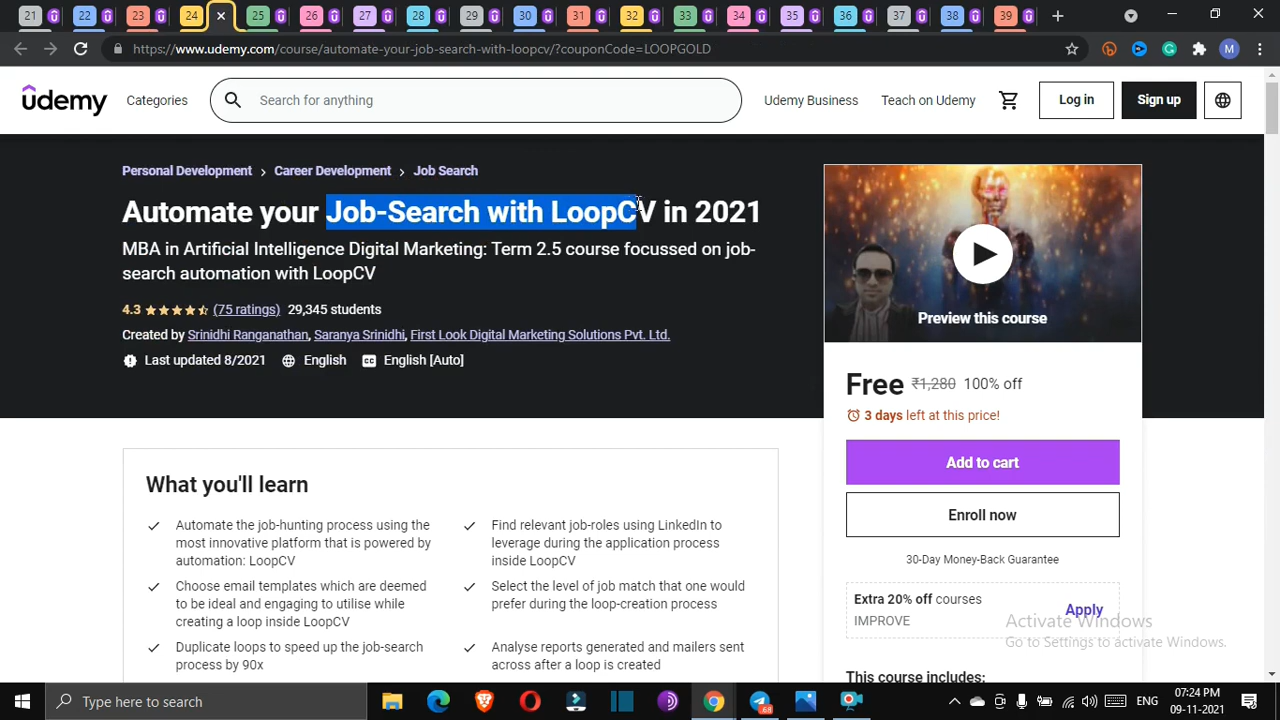 21 22 23 24 25 26 27 28 29 30 31 32 33 34 35 36 37 38 39
https://www.udemy.com/course/automate-your-job-search-with-loopcv/?couponCode=LOOPGOLD
M
udemy Categories Search for anything Udemy Business Teach on Udemy Log in Sign up
Personal Development > Career Development > Job Search
Automate your Job-Search with LoopCV in 2021
MBA in Artificial Intelligence Digital Marketing: Term 2.5 course focussed on job-
search automation with LoopCV
4.3 (75 ratings) 29,345 students
Created by Srinidhi Ranganathan, Saranya Srinidhi, First Look Digital Marketing Solutions Pvt. Ltd.
Last updated 8/2021 English CC English [Auto]
Preview this course
Free ₹1,280 100% off
3 days left at this price!
Add to cart
Enroll now
30-Day Money-Back Guarantee
Extra 20% off courses
IMPROVE
Apply
This course includes:
What you'll learn
Automate the job-hunting process using the
most innovative platform that is powered by
automation: LoopCV
Find relevant job-roles using LinkedIn to
leverage during the application process
inside LoopCV
Choose email templates which are deemed
to be ideal and engaging to utilise while
creating a loop inside LoopCV
Select the level of job match that one would
prefer during the loop-creation process
Duplicate loops to speed up the job-search
process by 90x
Analyse reports generated and mailers sent
across after a loop is created
Activate Windows
Go to Settings to activate Windows.
Type here to search
68
ENG
07:24 PM
09-11-2021